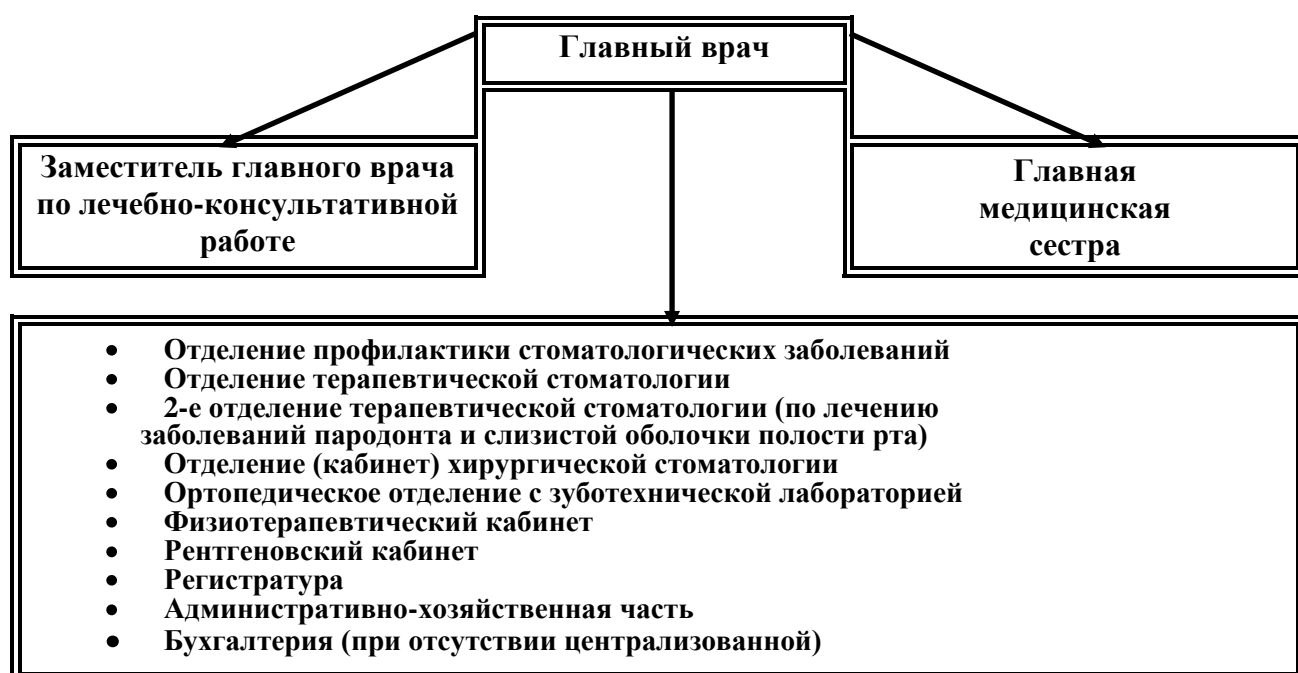 Главный врач
Заместитель главного врача
по лечебно-консультативной
работе
Главная
медицинская
сестра
• Отделение профилактики стоматологических заболеваний
• Отделение терапевтической стоматологии
• 2-е отделение терапевтической стоматологии (по лечению
заболеваний пародонта и слизистой оболочки полости рта)
• Отделение (кабинет) хирургической стоматологии
• Ортопедическое отделение с зуботехнической лабораторией
• Физиотерапевтический кабинет
• Рентгеновский кабинет
• Регистратура
• Административно-хозяйственная часть
• Бухгалтерия (при отсутствии централизованной)